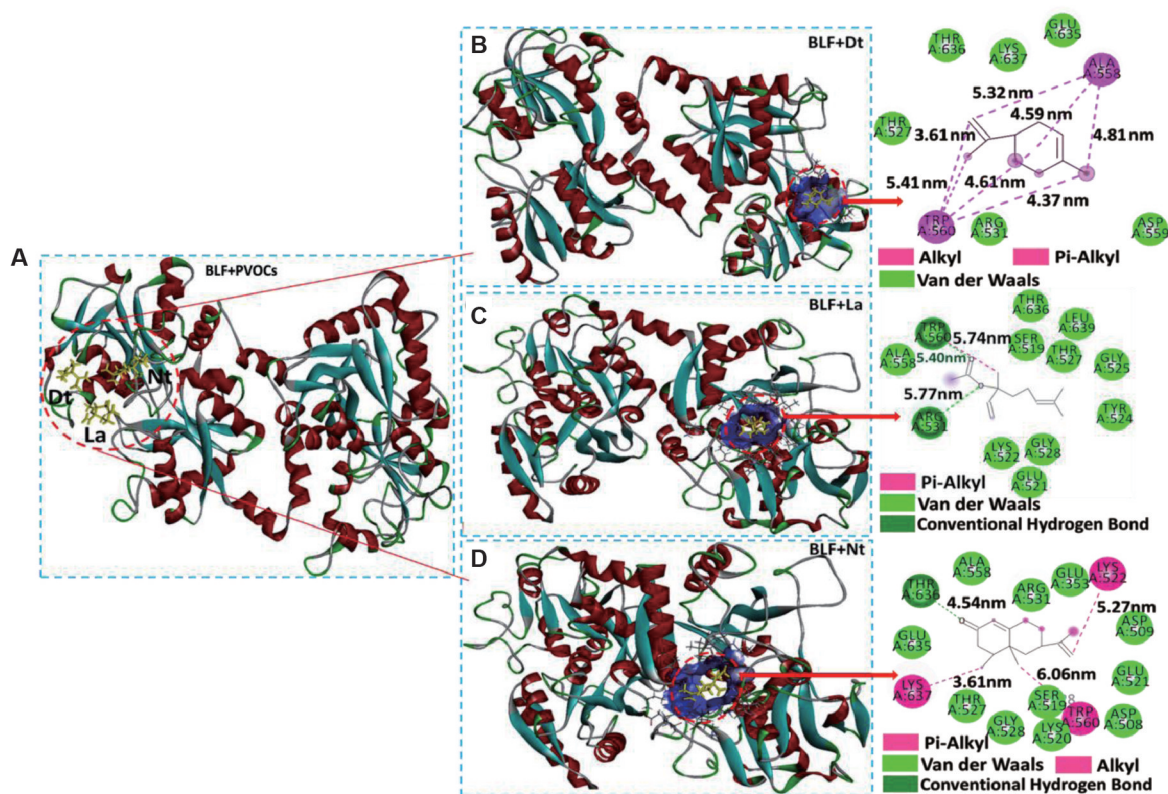 A
BLF+PVOCs
Dt
Nt
La
B
BLF+Dt
THR
A:636
LYS
A:637
GLU
A:635
ALA
A:558
5.32 nm
4.59 nm
THR
A:527
3.61 nm
4.81 nm
5.41 nm
4.61 nm
4.37 nm
TRP
A:560
ARG
A:531
ASP
A:559
Alkyl
Pi-Alkyl
Van der Waals
C
BLF+La
THR
A:636
TRP
A:560
5.74nm
LEU
A:639
SER
A:519
THR
A:527
ALA
A:558
5.40nm
GLY
A:525
5.77nm
ARG
A:531
TYR
A:524
LYS
A:522
GLY
A:528
GLU
A:521
Pi-Alkyl
Van der Waals
Conventional Hydrogen Bond
D
BLF+Nt
ALA
A:558
THR
A:636
4.54nm
ARG
A:531
GLU
A:353
LYS
A:522
5.27nm
GLU
A:635
ASP
A:509
LYS
A:637
3.61nm
6.06nm
GLU
A:521
THR
A:527
SER
A:519
GLY
A:528
LYS
A:520
TRP
A:560
ASP
A:508
Pi-Alkyl
Van der Waals
Alkyl
Conventional Hydrogen Bond